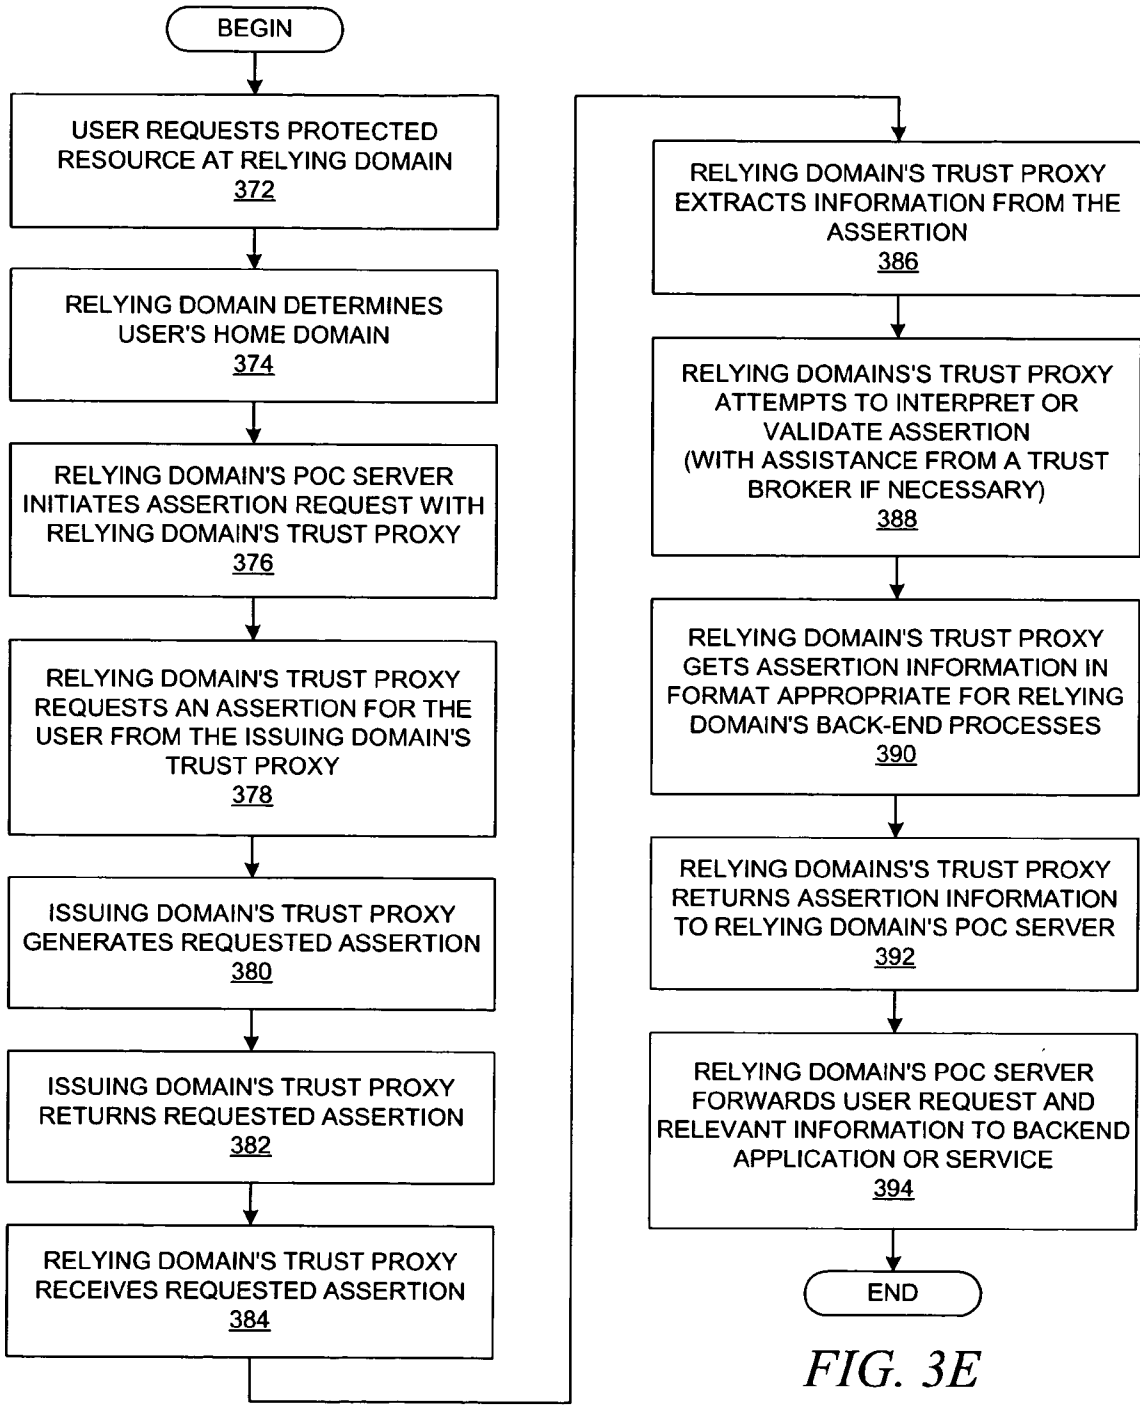 BEGIN
USER REQUESTS PROTECTED
RESOURCE AT RELYING DOMAIN
372
RELYING DOMAIN DETERMINES
USER'S HOME DOMAIN
374
RELYING DOMAIN'S POC SERVER
INITIATES ASSERTION REQUEST WITH
RELYING DOMAIN'S TRUST PROXY
376
RELYING DOMAIN'S TRUST PROXY
REQUESTS AN ASSERTION FOR THE
USER FROM THE ISSUING DOMAIN'S
TRUST PROXY
378
ISSUING DOMAIN'S TRUST PROXY
GENERATES REQUESTED ASSERTION
380
ISSUING DOMAIN'S TRUST PROXY
RETURNS REQUESTED ASSERTION
382
RELYING DOMAIN'S TRUST PROXY
RECEIVES REQUESTED ASSERTION
384
RELYING DOMAIN'S TRUST PROXY
EXTRACTS INFORMATION FROM THE
ASSERTION
386
RELYING DOMAINS'S TRUST PROXY
ATTEMPTS TO INTERPRET OR
VALIDATE ASSERTION
(WITH ASSISTANCE FROM A TRUST
BROKER IF NECESSARY)
388
RELYING DOMAIN'S TRUST PROXY
GETS ASSERTION INFORMATION IN
FORMAT APPROPRIATE FOR RELYING
DOMAIN'S BACK-END PROCESSES
390
RELYING DOMAINS'S TRUST PROXY
RETURNS ASSERTION INFORMATION
TO RELYING DOMAIN'S POC SERVER
392
RELYING DOMAIN'S POC SERVER
FORWARDS USER REQUEST AND
RELEVANT INFORMATION TO BACKEND
APPLICATION OR SERVICE
394
END
FIG. 3E